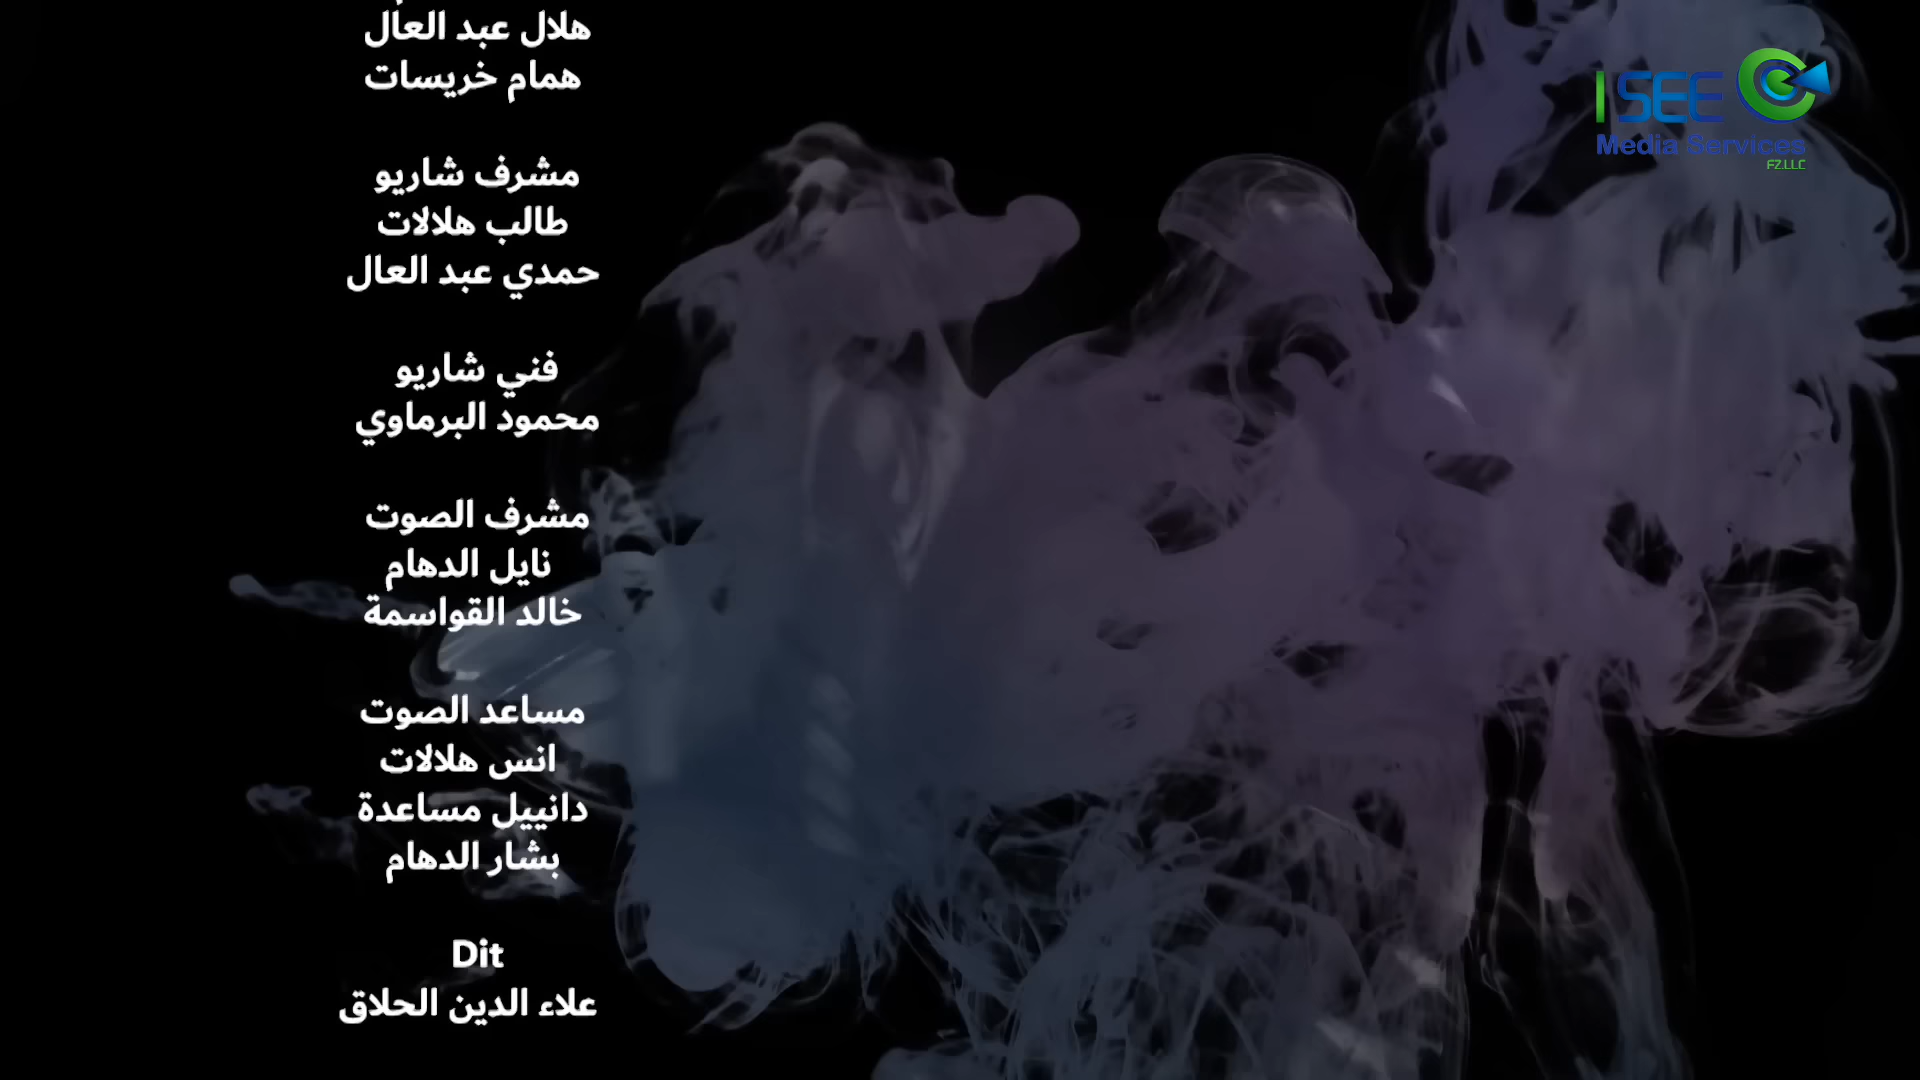 هلال عبد العال
همام خريسات
مشرف شاريو
طالب هلالات
حمدي عبد العال
فني شاريو
محمود البرماوي
مشرف الصوت
نايل الدهام
خالد القواسمة
مساعد الصوت
انس هلالات
دانييل مساعدة
بشار الدهام
Dit
علاء الدين الحلاق
I SEE
Media Services
FZ.LLC